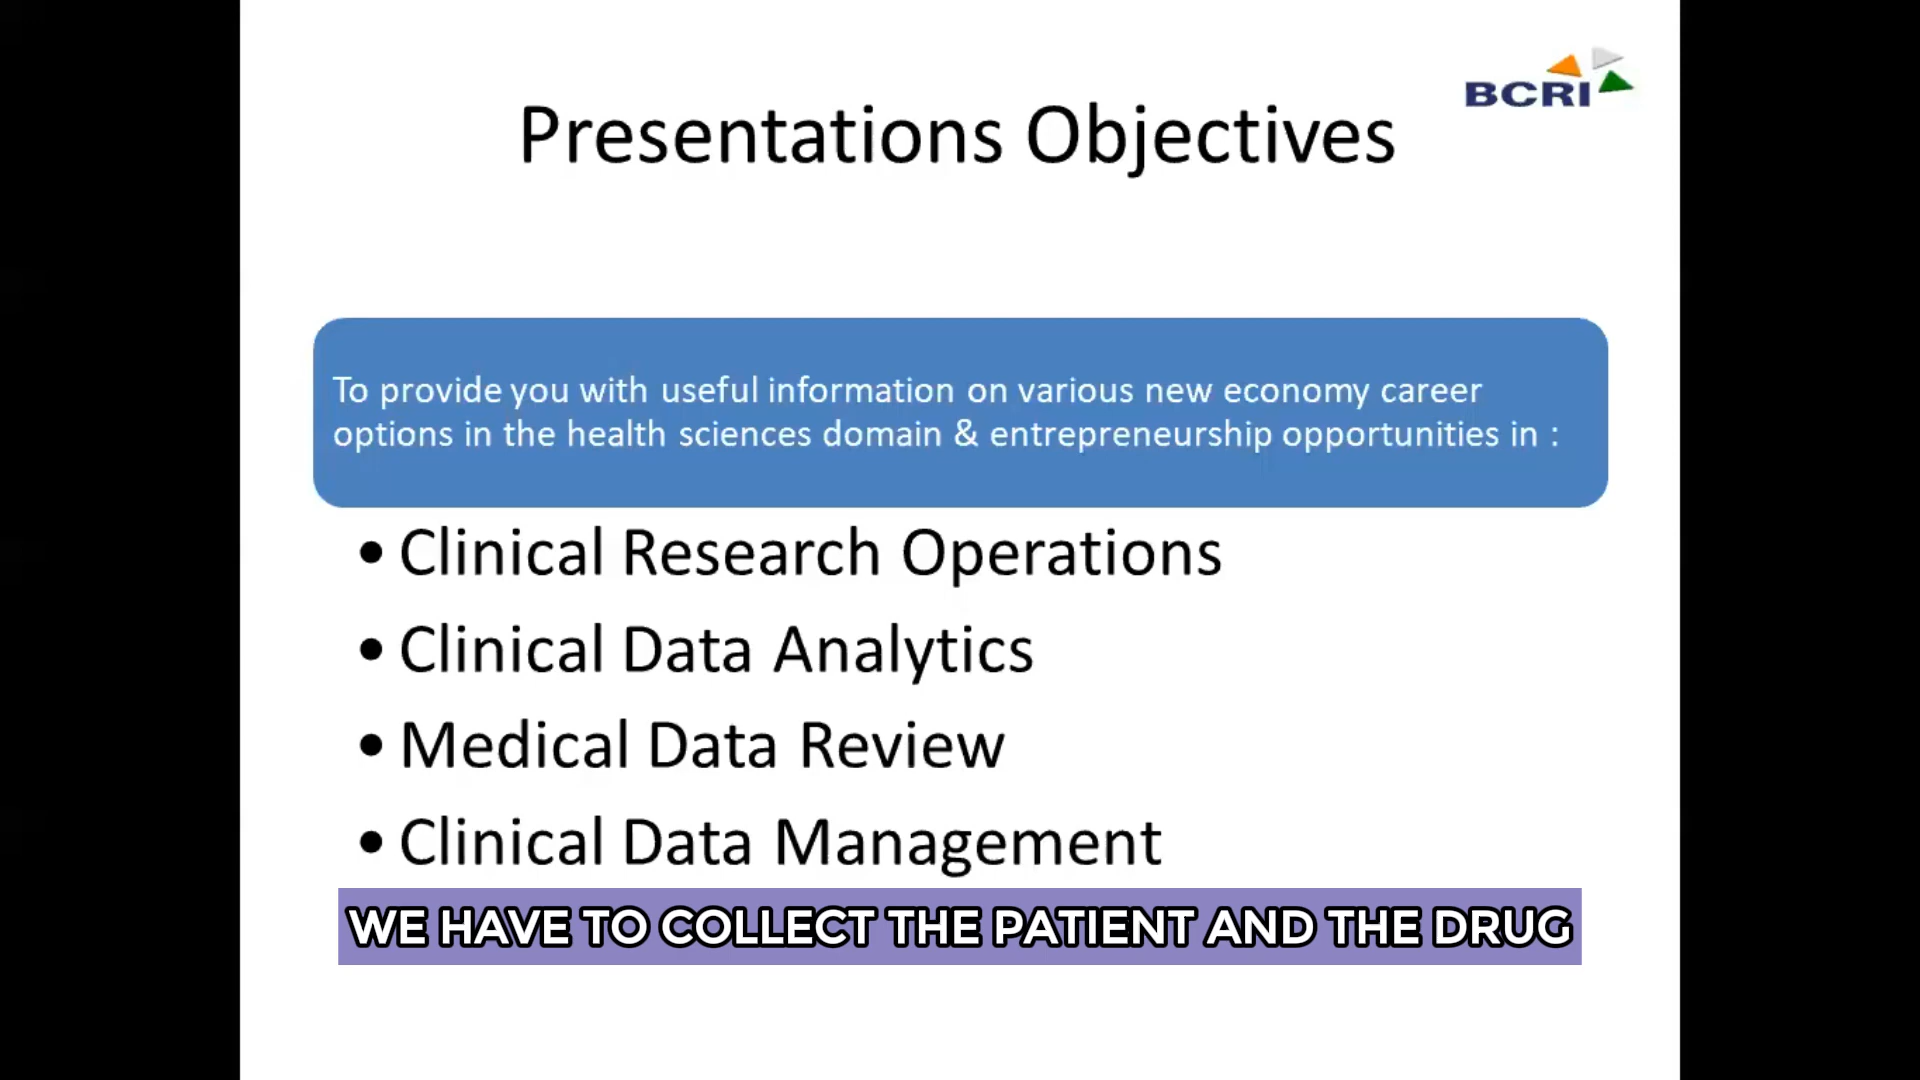 BCRI
Presentations Objectives
To provide you with useful information on various new economy career
options in the health sciences domain & entrepreneurship opportunities in :
• Clinical Research Operations
• Clinical Data Analytics
• Medical Data Review
• Clinical Data Management
WE HAVE TO COLLECT THE PATIENT AND THE DRUG